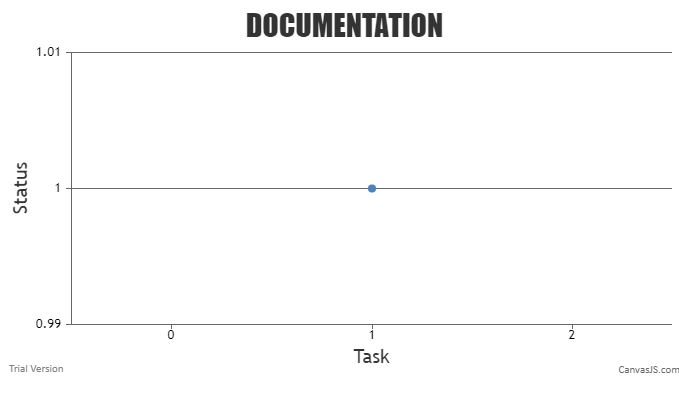 DOCUMENTATION
1.01
Status
1
0.99
0 1 2
Task
Trial Version
CanvasJS.com